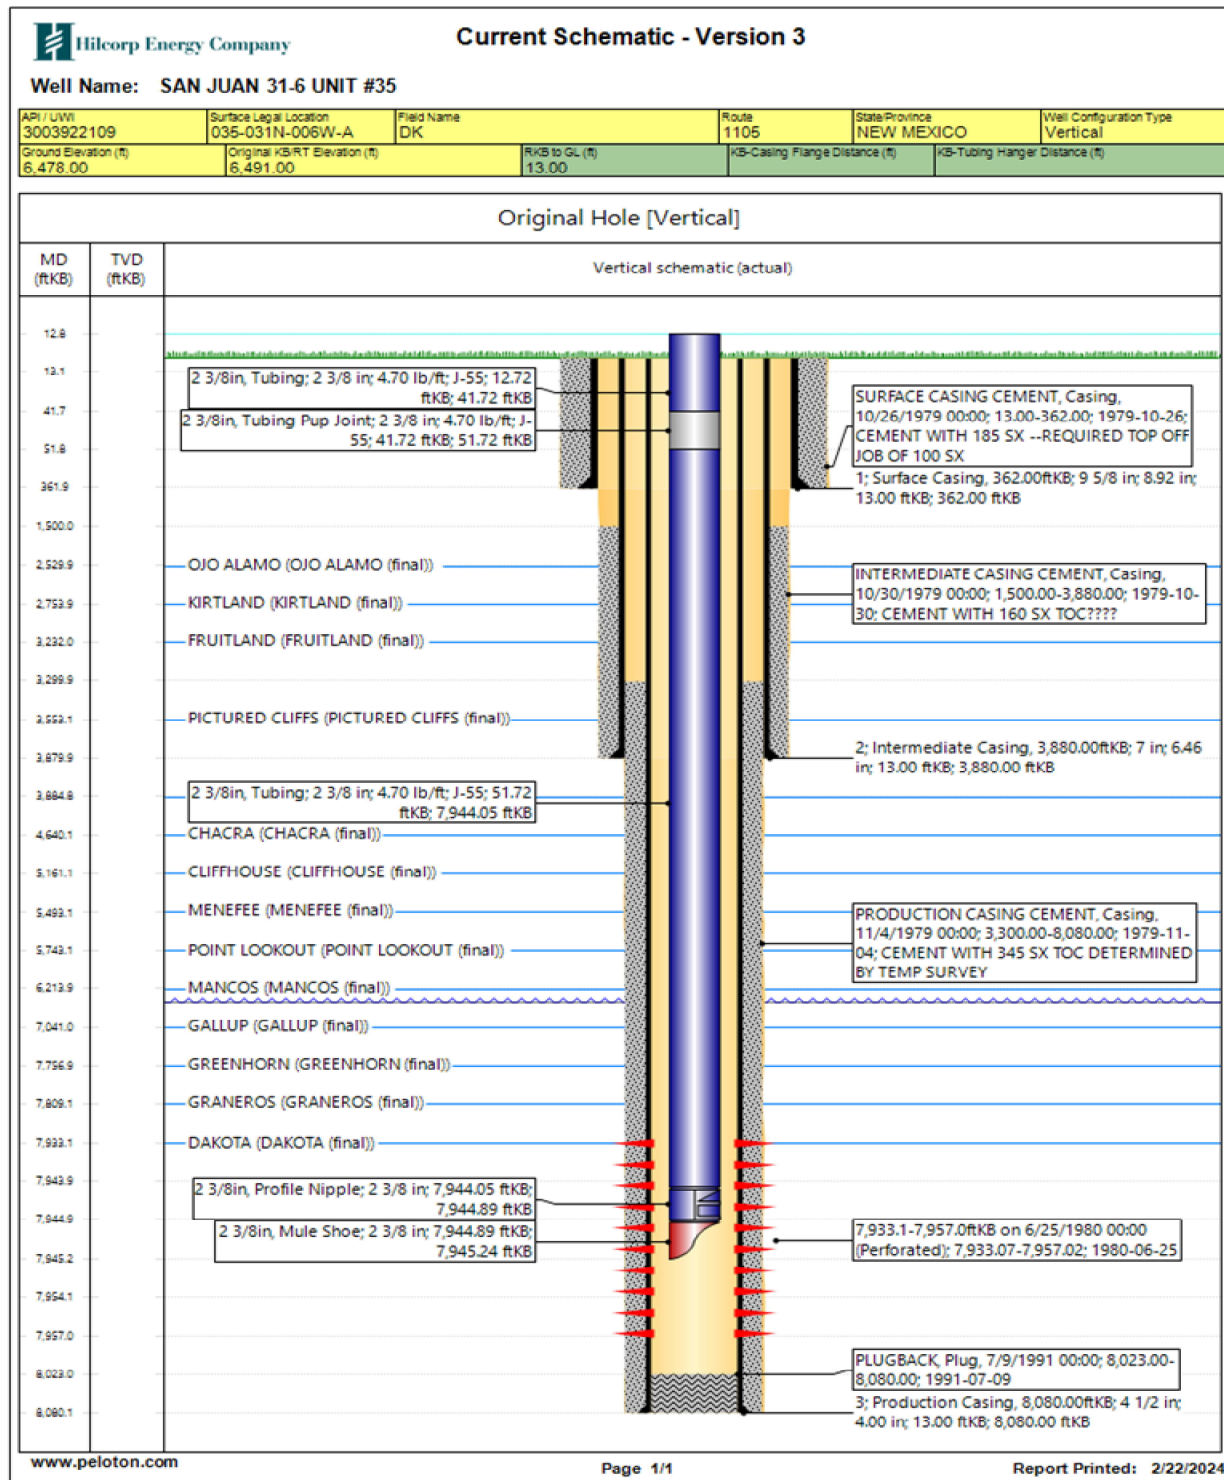 Hilcorp Energy Company
Current Schematic - Version 3
Well Name: SAN JUAN 31-6 UNIT #35
API / UWI
3003922109
Surface Legal Location
035-031N-006W-A
Field Name
DK
Route
1105
State/Province
NEW MEXICO
Well Configuration Type
Vertical
Ground Elevation (ft)
6,478.00
Original KB/RT Elevation (ft)
6,491.00
RKB to GL (ft)
13.00
KB-Casing Flange Distance (ft)
KB-Tubing Hanger Distance (ft)
Original Hole [Vertical]
MD
(ftKB)
TVD
(ftKB)
Vertical schematic (actual)
12.8
13.1
41.7
51.8
361.9
1,500.0
2,529.9
2,753.9
3,232.0
3,299.9
3,553.1
3,879.9
3,884.8
4,640.1
5,161.1
5,493.1
5,743.1
6,213.9
7,041.0
7,756.9
7,809.1
7,933.1
7,943.9
7,944.9
7,945.2
7,954.1
7,957.0
8,023.0
8,080.1
2 3/8in, Tubing; 2 3/8 in; 4.70 lb/ft; J-55; 12.72
ftKB; 41.72 ftKB
2 3/8in, Tubing Pup Joint; 2 3/8 in; 4.70 lb/ft; J-
55; 41.72 ftKB; 51.72 ftKB
OJO ALAMO (OJO ALAMO (final))
KIRTLAND (KIRTLAND (final))
FRUITLAND (FRUITLAND (final))
PICTURED CLIFFS (PICTURED CLIFFS (final))
2 3/8in, Tubing; 2 3/8 in; 4.70 lb/ft; J-55; 51.72
ftKB; 7,944.05 ftKB
CHACRA (CHACRA (final))
CLIFFHOUSE (CLIFFHOUSE (final))
MENEFEE (MENEFEE (final))
POINT LOOKOUT (POINT LOOKOUT (final))
MANCOS (MANCOS (final))
GALLUP (GALLUP (final))
GREENHORN (GREENHORN (final))
GRANEROS (GRANEROS (final))
DAKOTA (DAKOTA (final))
2 3/8in, Profile Nipple; 2 3/8 in; 7,944.05 ftKB;
7,944.89 ftKB
2 3/8in, Mule Shoe; 2 3/8 in; 7,944.89 ftKB;
7,945.24 ftKB
SURFACE CASING CEMENT, Casing,
10/26/1979 00:00; 13.00-362.00; 1979-10-26;
CEMENT WITH 185 SX --REQUIRED TOP OFF
JOB OF 100 SX
1; Surface Casing, 362.00ftKB; 9 5/8 in; 8.92 in;
13.00 ftKB; 362.00 ftKB
INTERMEDIATE CASING CEMENT, Casing,
10/30/1979 00:00; 1,500.00-3,880.00; 1979-10-
30; CEMENT WITH 160 SX TOC????
2; Intermediate Casing, 3,880.00ftKB; 7 in; 6.46
in; 13.00 ftKB; 3,880.00 ftKB
PRODUCTION CASING CEMENT, Casing,
11/4/1979 00:00; 3,300.00-8,080.00; 1979-11-
04; CEMENT WITH 345 SX TOC DETERMINED
BY TEMP SURVEY
7,933.1-7,957.0ftKB on 6/25/1980 00:00
(Perforated); 7,933.07-7,957.02; 1980-06-25
PLUGBACK, Plug, 7/9/1991 00:00; 8,023.00-
8,080.00; 1991-07-09
3; Production Casing, 8,080.00ftKB; 4 1/2 in;
4.00 in; 13.00 ftKB; 8,080.00 ftKB
www.peloton.com
Page 1/1
Report Printed: 2/22/2024